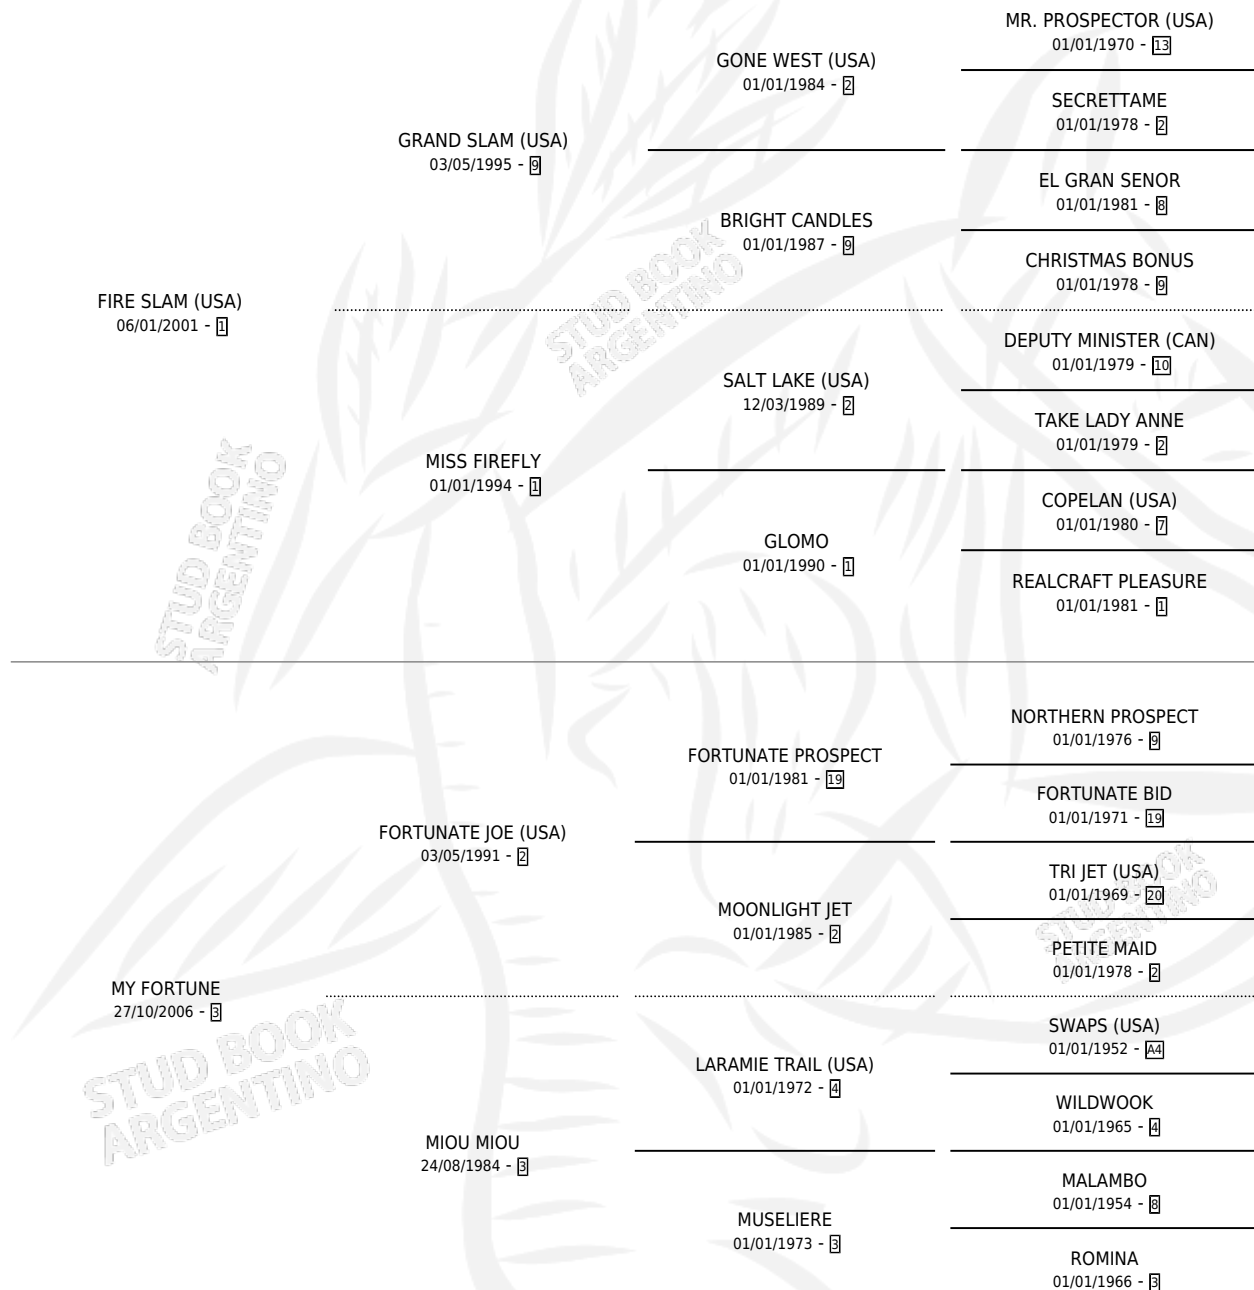 MR. PROSPECTOR (USA)
01/01/1970 - 13
GONE WEST (USA)
01/01/1984 - 2
SECRETTAME
01/01/1978 - 2
GRAND SLAM (USA)
03/05/1995 - 9
EL GRAN SENOR
01/01/1981 - 8
BRIGHT CANDLES
01/01/1987 - 9
CHRISTMAS BONUS
01/01/1978 - 9
FIRE SLAM (USA)
06/01/2001 - 1
DEPUTY MINISTER (CAN)
01/01/1979 - 10
SALT LAKE (USA)
12/03/1989 - 2
TAKE LADY ANNE
01/01/1979 - 2
MISS FIREFLY
01/01/1994 - 1
COPELAN (USA)
01/01/1980 - 7
GLOMO
01/01/1990 - 1
REALCRAFT PLEASURE
01/01/1981 - 1
NORTHERN PROSPECT
01/01/1976 - 9
FORTUNATE PROSPECT
01/01/1981 - 19
FORTUNATE BID
01/01/1971 - 19
FORTUNATE JOE (USA)
03/05/1991 - 2
TRI JET (USA)
01/01/1969 - 20
MOONLIGHT JET
01/01/1985 - 2
PETITE MAID
01/01/1978 - 2
MY FORTUNE
27/10/2006 - 3
SWAPS (USA)
01/01/1952 - A4
LARAMIE TRAIL (USA)
01/01/1972 - 4
WILDWOOK
01/01/1965 - 4
MIOU MIOU
24/08/1984 - 3
MALAMBO
01/01/1954 - 8
MUSELIERE
01/01/1973 - 3
ROMINA
01/01/1966 - 3
STUD BOOK
ARGENTINO
STUD BOOK
ARGENTINO
STUD BOOK
ARGENTINO
STUD BOOK
ARGENTINO